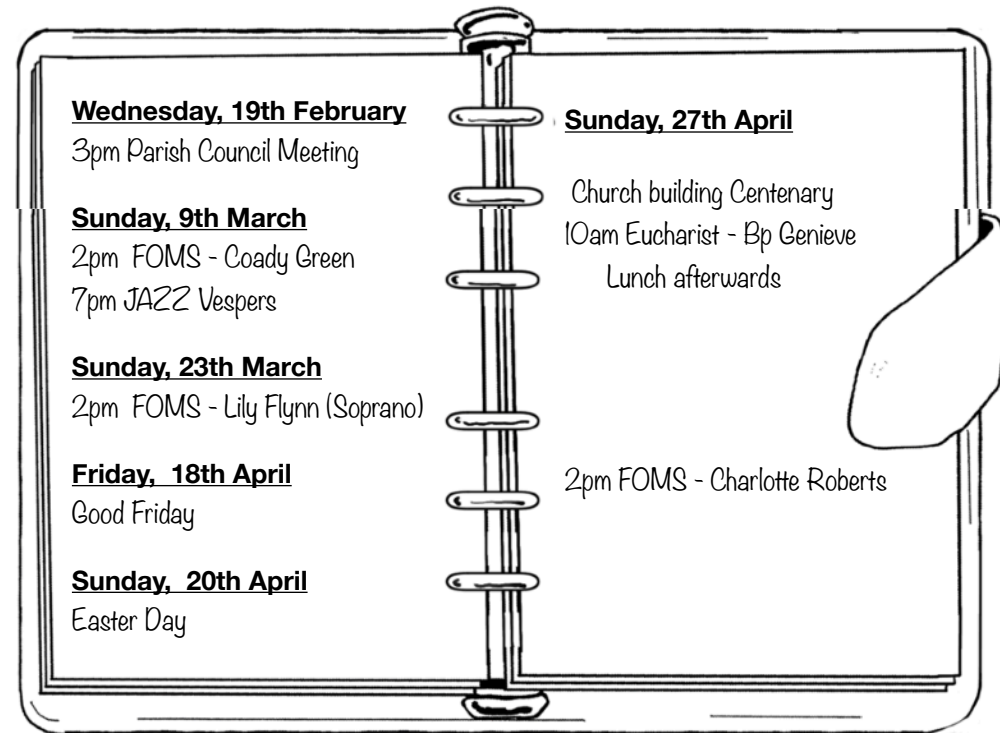 Wednesday, 19th February
3pm Parish Council Meeting
Sunday, 9th March
2pm FOMS - Coady Green
7pm JAZZ Vespers
Sunday, 23th March
2pm FOMS - Lily Flynn (Soprano)
Friday, 18th April
Good Friday
Sunday, 20th April
Easter Day
Sunday, 27th April
Church building Centenary
10am Eucharist - Bp Genieve
Lunch afterwards
2pm FOMS - Charlotte Roberts